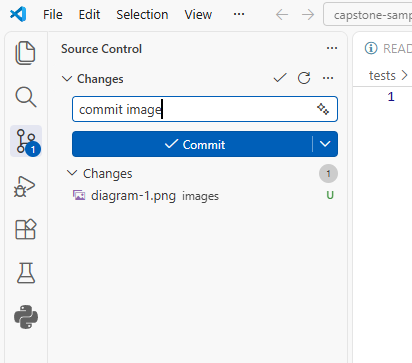 File Edit Selection View ··· capstone-samp
Source Control ···
READ
Changes ···
tests >
commit image
1
Commit
1
Changes 1
diagram-1.png images U